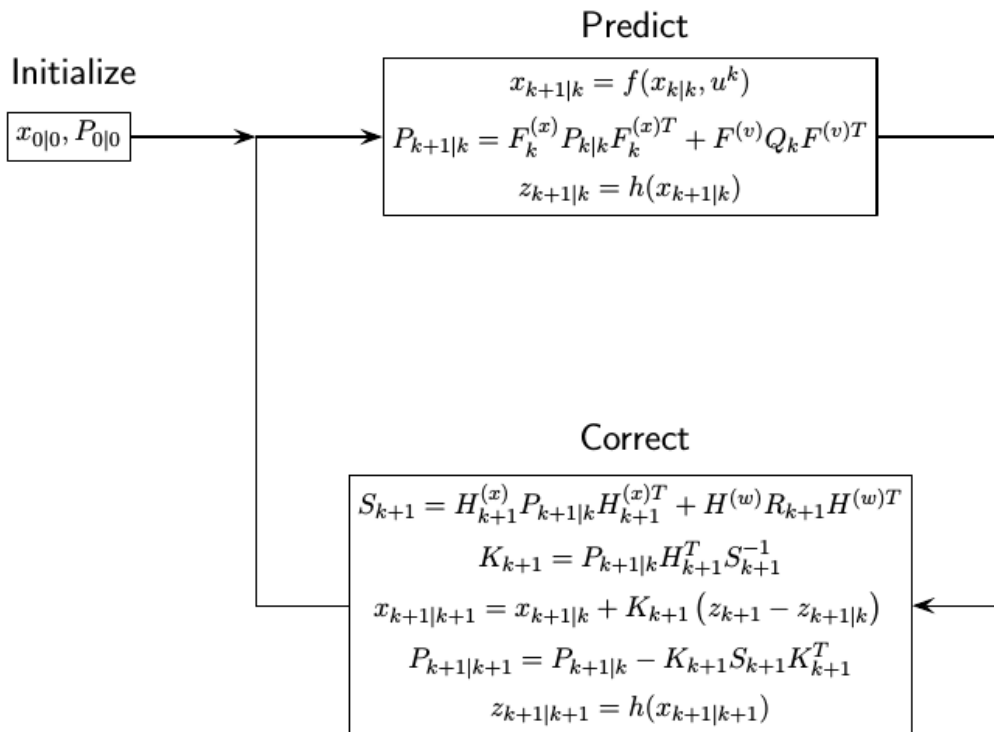 Predict
Initialize
$x_{k+1|k} = f(x_{k|k}, u^k)$
$x_{0|0}, P_{0|0}$
$P_{k+1|k} = F_k^{(x)} P_{k|k} F_k^{(x)T} + F^{(v)} Q_k F^{(v)T}$
$z_{k+1|k} = h(x_{k+1|k})$
Correct
$S_{k+1} = H_{k+1}^{(x)} P_{k+1|k} H_{k+1}^{(x)T} + H^{(w)} R_{k+1} H^{(w)T}$
$K_{k+1} = P_{k+1|k} H_{k+1}^T S_{k+1}^{-1}$
$x_{k+1|k+1} = x_{k+1|k} + K_{k+1} (z_{k+1} - z_{k+1|k})$
$P_{k+1|k+1} = P_{k+1|k} - K_{k+1} S_{k+1} K_{k+1}^T$
$z_{k+1|k+1} = h(x_{k+1|k+1})$